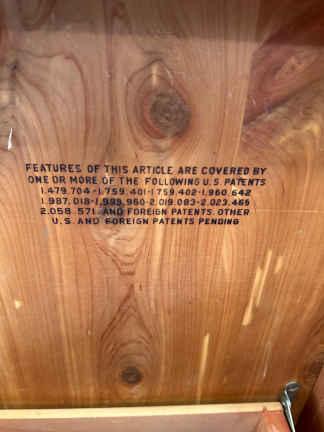 FEATURES OF THIS ARTICLE ARE COVERED BY
ONE OR MORE OF THE FOLLOWING U.S. PATENTS
1.479.704-1.759.401-1.759.402-1.960.642
1.987.018-1.999.960-2.019.083-2.023.466
2.058.571. AND FOREIGN PATENTS. OTHER
U.S. AND FOREIGN PATENTS PENDING